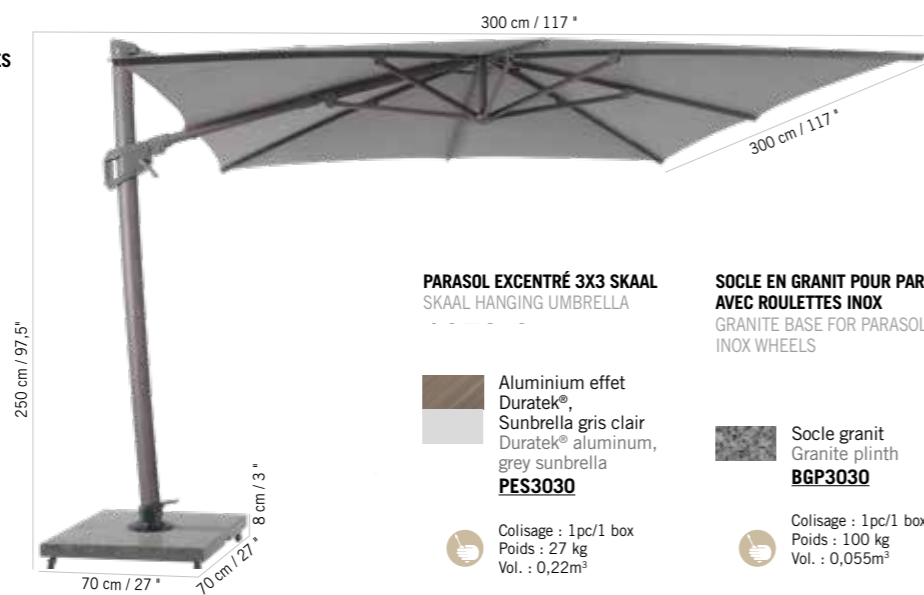 300 cm / 117 "
ES
300 cm / 117 "
250 cm / 97,5"
8 cm / 3 "
70 cm / 27 "
70 cm / 27 "
PARASOL EXCENTRÉ 3X3 SKAAL
SKAAL HANGING UMBRELLA
Aluminium effet
Duratek®,
Sunbrella gris clair
Duratek® aluminum,
grey sunbrella
PES3030
Colisage : 1pc/1 box
Poids : 27 kg
Vol. : 0,22m³
SOCLE EN GRANIT POUR PAR
AVEC ROULETTES INOX
GRANITE BASE FOR PARASOL
INOX WHEELS
Socle granit
Granite plinth
BGP3030
Colisage : 1pc/1 box
Poids : 100 kg
Vol. : 0,055m³